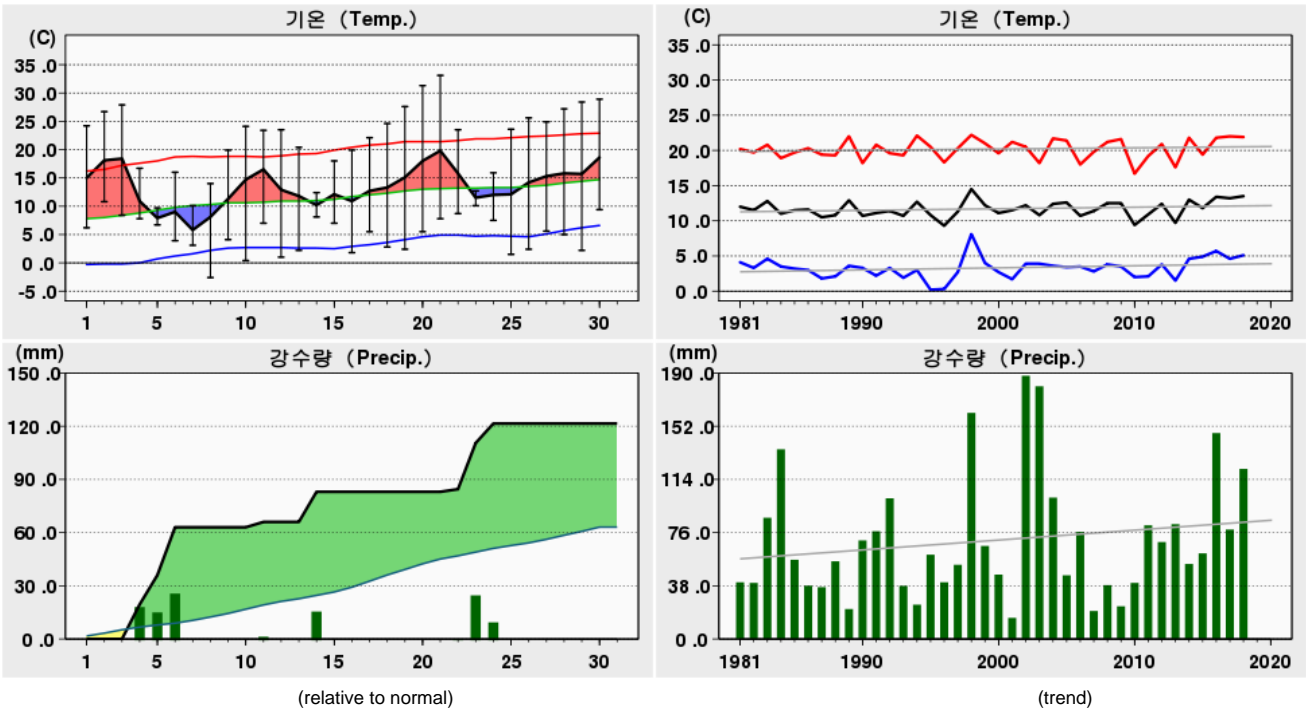 기온 (Temp.)
(C)
35 .0
30 .0
25 .0
20 .0
15 .0
10 .0
5 .0
0 .0
-5 .0
1 5 10 15 20 25 30
기온 (Temp.)
(C)
35 .0
30 .0
25 .0
20 .0
15 .0
10 .0
5 .0
0 .0
1981 1990 2000 2010 2020
강수량 (Precip.)
(mm)
150 .0
120 .0
90 .0
60 .0
30 .0
0 .0
1 5 10 15 20 25 30
(relative to normal)
강수량 (Precip.)
(mm)
190 .0
152 .0
114 .0
76 .0
38 .0
0 .0
1981 1990 2000 2010 2020
(trend)